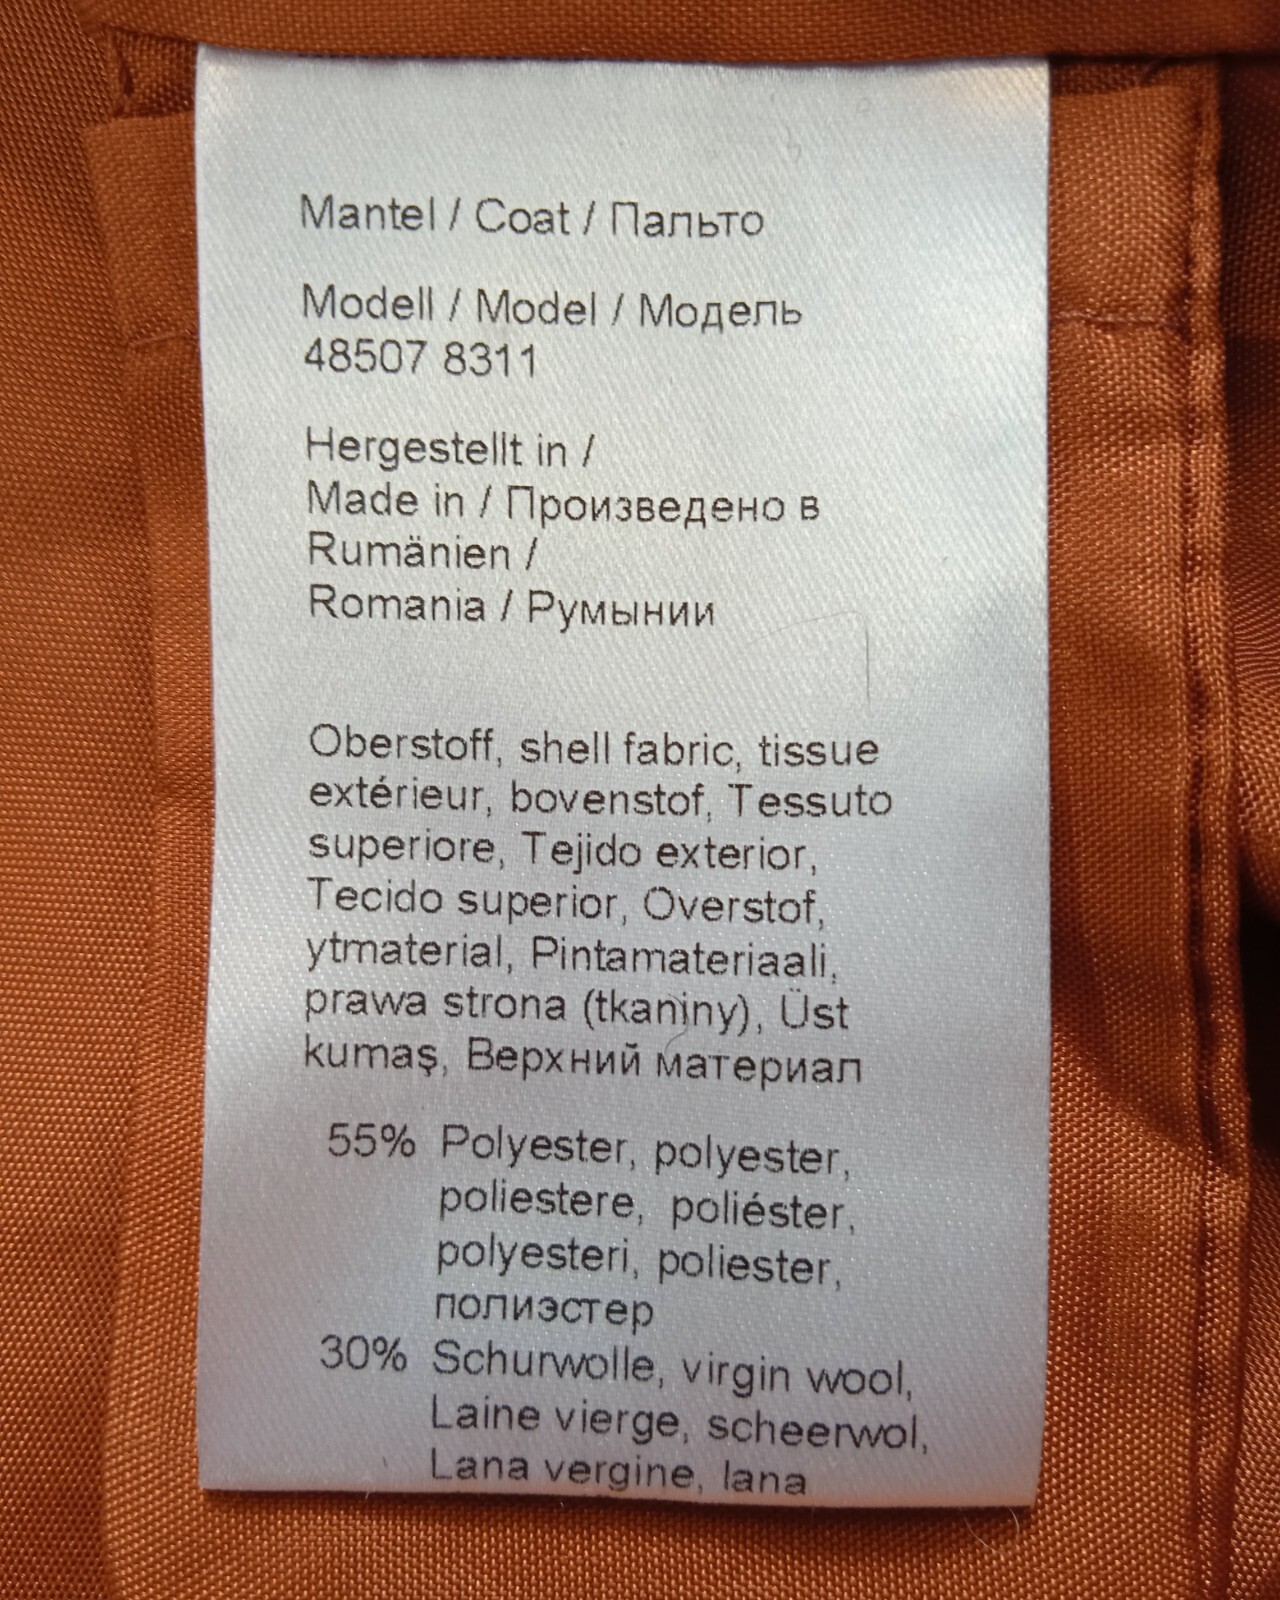 Mantel / Coat / Пальто
Modell / Model / Модель
48507 8311
Hergestellt in /
Made in / Произведено в
Rumänien /
Romania / Румынии
Oberstoff, shell fabric, tissue
extérieur, bovenstof, Tessuto
superiore, Tejido exterior,
Tecido superior, Overstof,
ytmaterial, Pintamateriaali,
prawa strona (tkaniny), Üst
kumaş, Верхний материал
55% Polyester, polyester,
poliestere, poliéster,
polyesteri, poliester,
полиэстер
30% Schurwolle, virgin wool,
Laine vierge, scheerwol,
Lana vergine, lana